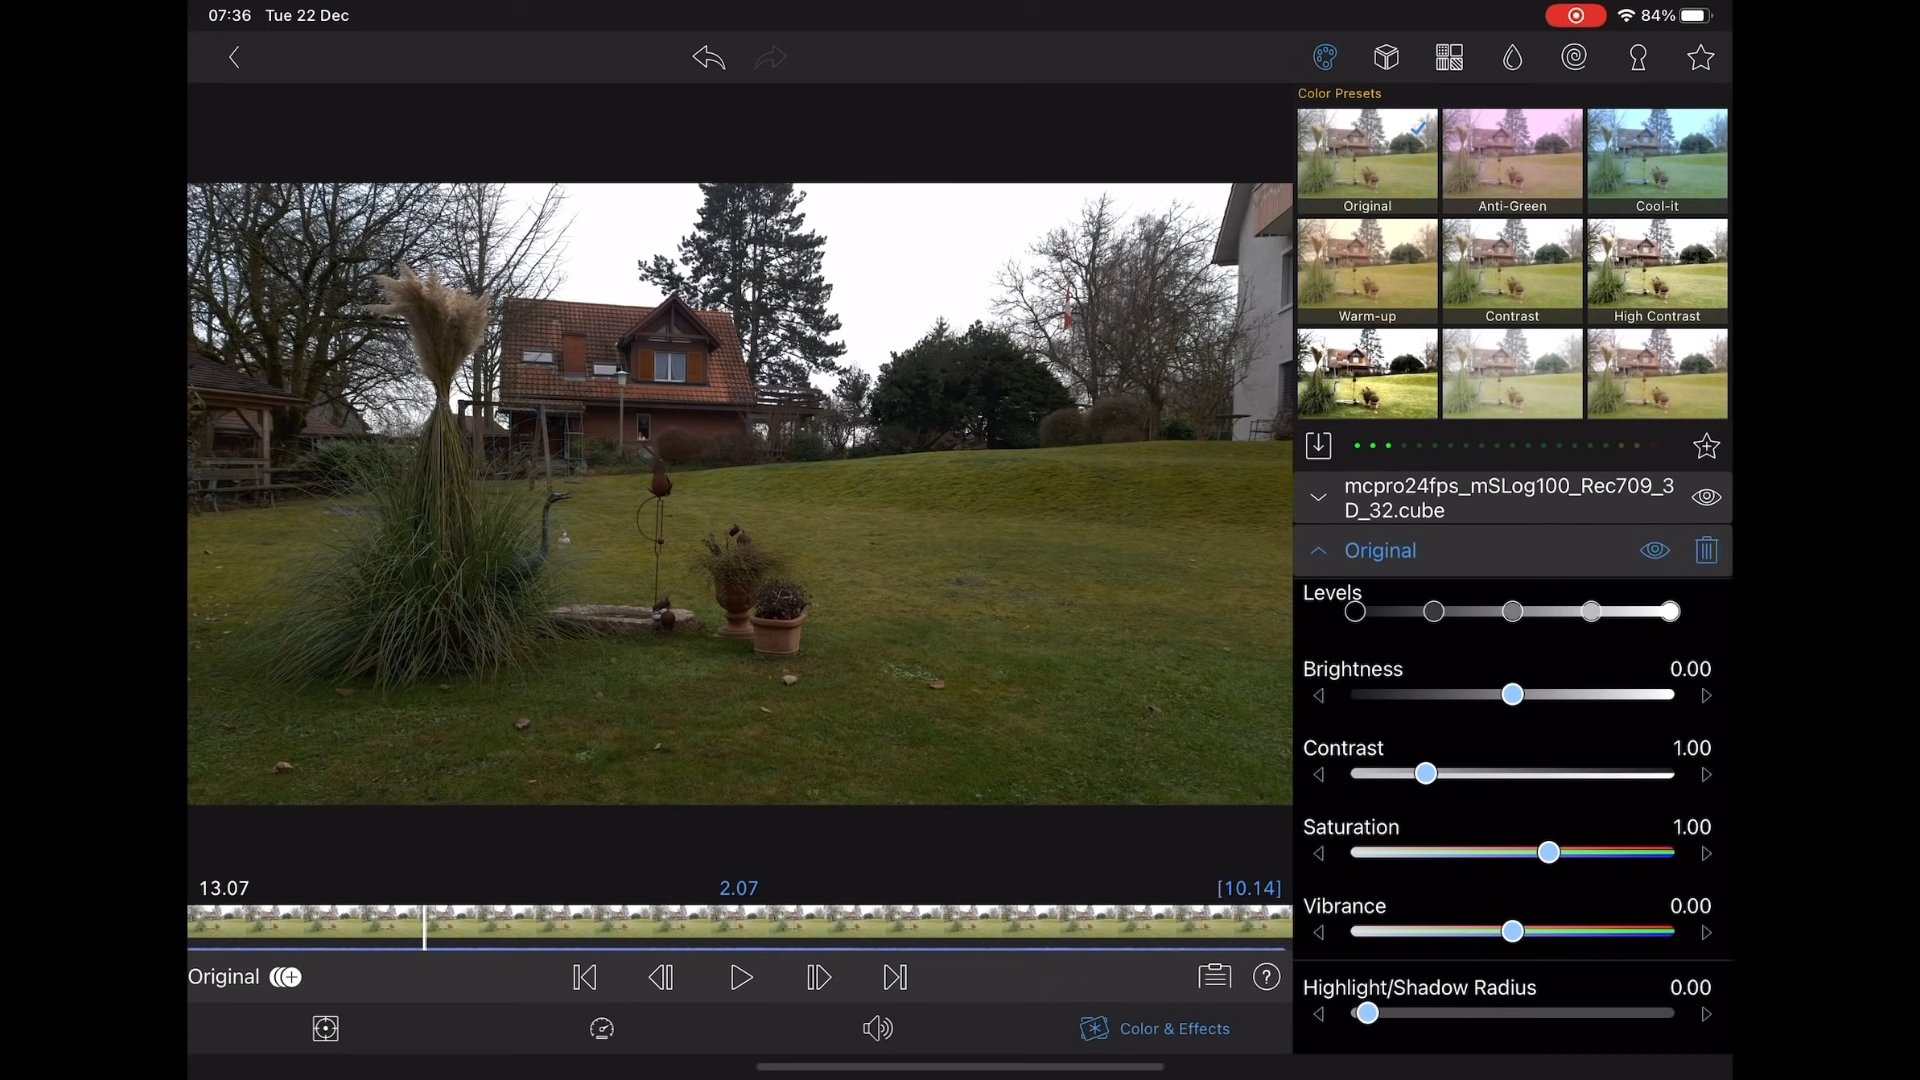 07:36 Tue 22 Dec
84%
Color Presets
Original
Anti-Green
Cool-it
Warm-up
Contrast
High Contrast
mcpro24fps_mSLog100_Rec709_3
D_32.cube
Original
Levels
Brightness 0.00
Contrast 1.00
Saturation 1.00
Vibrance 0.00
Highlight/Shadow Radius 0.00
13.07 2.07 [10.14]
Original
Color & Effects